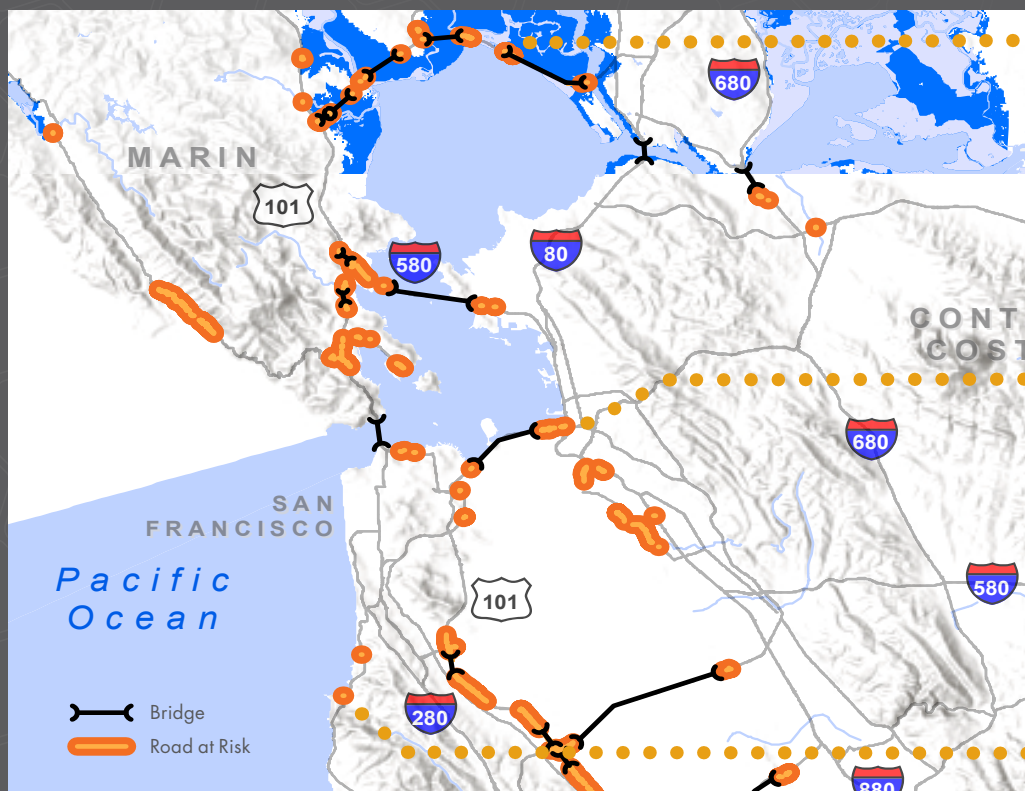 680
MARIN
101
580
80
CONT
COST
680
SAN
FRANCISCO
Pacific
Ocean
580
101
280
Bridge
Road at Risk
880